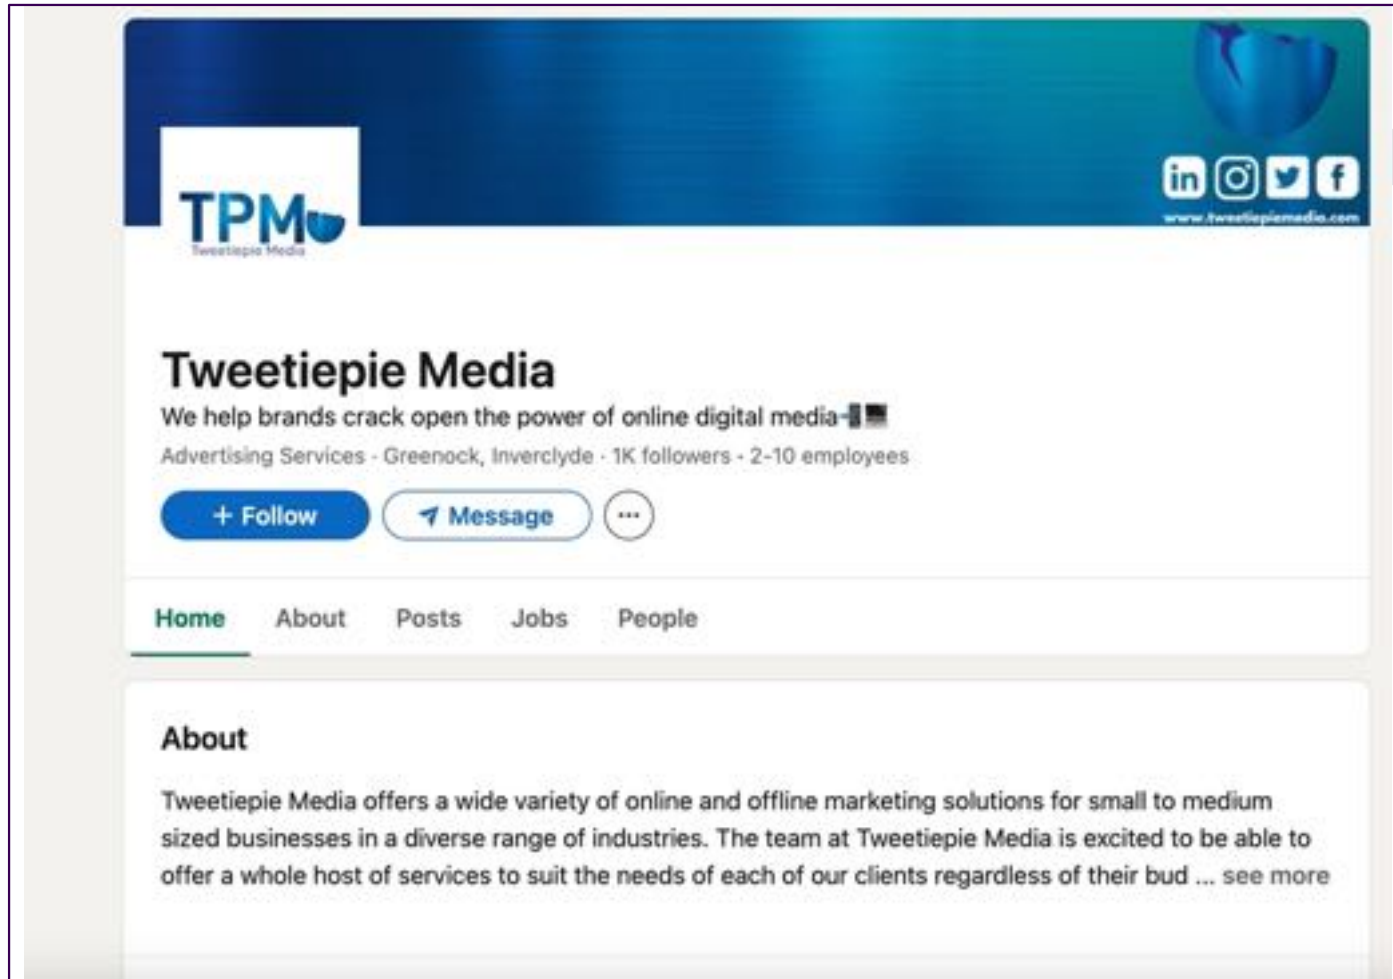 in
f
www.tweetiepiemedia.com
TPM
Tweetiepie Media
Tweetiepie Media
We help brands crack open the power of online digital media📲💻
Advertising Services · Greenock, Inverclyde · 1K followers · 2-10 employees
+ Follow
Message
...
Home About Posts Jobs People
About
Tweetiepie Media offers a wide variety of online and offline marketing solutions for small to medium
sized businesses in a diverse range of industries. The team at Tweetiepie Media is excited to be able to
offer a whole host of services to suit the needs of each of our clients regardless of their bud ... see more